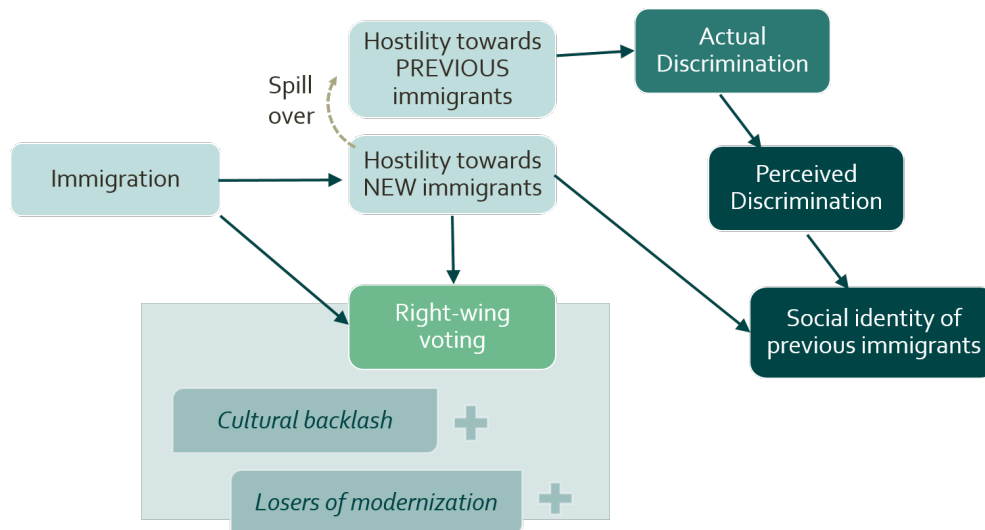 Hostility towards
PREVIOUS
immigrants
Actual
Discrimination
Spill
over
Immigration
Hostility towards
NEW immigrants
Perceived
Discrimination
Right-wing
voting
Social identity of
previous immigrants
Cultural backlash
Losers of modernization